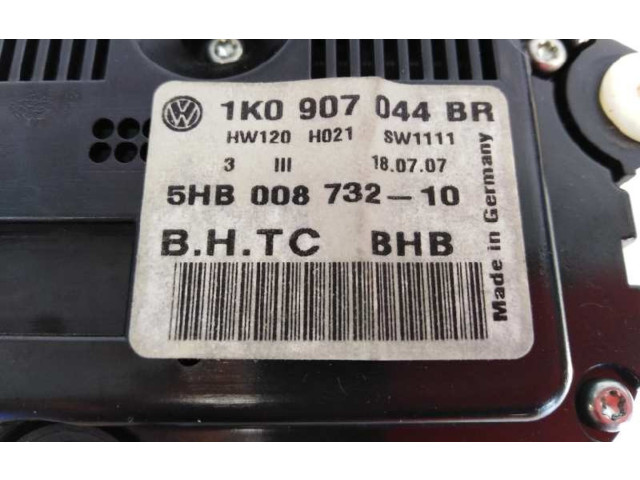 VW 1K0 907 044 BR
HW120 H021 SW1111
3 III 18.07.07
5HB 008 732-10
B.H.TC BHB
Made in Germany